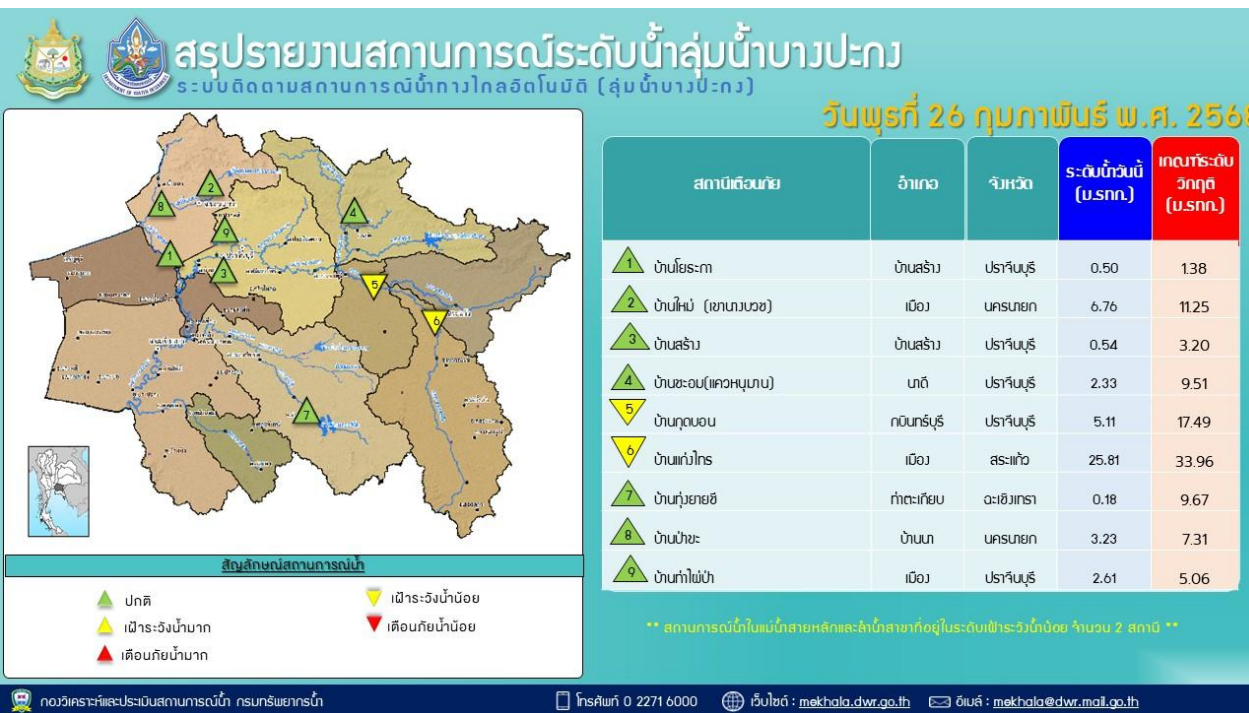 สรุปรายงานสถานการณ์ระดับน้ำลุ่มน้ำบางปะกง
ระบบติดตามสถานการณ์น้ำทางไกลอัตโนมัติ (ลุ่มน้ำบางปะกง)
วันพุธที่ 26 กุมภาพันธ์ พ.ศ. 2568
สถานีเตือนภัย อำเภอ จังหวัด ระดับน้ำวันนี้ (ม.รทก.) เกณฑ์ระดับวิกฤติ (ม.รทก.)
1 บ้านโยธะกา บ้านสร้าง ปราจีนบุรี 0.50 1.38
2 บ้านใหม่ (เขานางบวช) เมือง นครนายก 6.76 11.25
3 บ้านสร้าง บ้านสร้าง ปราจีนบุรี 0.54 3.20
4 บ้านชะอม(แควหนุมาน) นาดี ปราจีนบุรี 2.33 9.51
5 บ้านกุดบอน กบินทร์บุรี ปราจีนบุรี 5.11 17.49
6 บ้านแก่งไทร เมือง สระแก้ว 25.81 33.96
7 บ้านทุ่งยายชี ท่าตะเกียบ ฉะเชิงเทรา 0.18 9.67
8 บ้านป่าขะ บ้านนา นครนายก 3.23 7.31
9 บ้านท่าไผ่ป่า เมือง ปราจีนบุรี 2.61 5.06
** สถานการณ์น้ำในแม่น้ำสายหลักและลำน้ำสาขาที่อยู่ในระดับเฝ้าระวังน้ำน้อย จำนวน 2 สถานี **
2
8
4
9
1
3
5
6
7
สัญลักษณ์สถานการณ์น้ำ
ปกติ
เฝ้าระวังน้ำมาก
เตือนภัยน้ำมาก
เฝ้าระวังน้ำน้อย
เตือนภัยน้ำน้อย
กองวิเคราะห์และประเมินสถานการณ์น้ำ กรมทรัพยากรน้ำ
โทรศัพท์ 0 2271 6000
เว็บไซต์ : mekhala.dwr.go.th
อีเมล์ : mekhala@dwr.mail.go.th